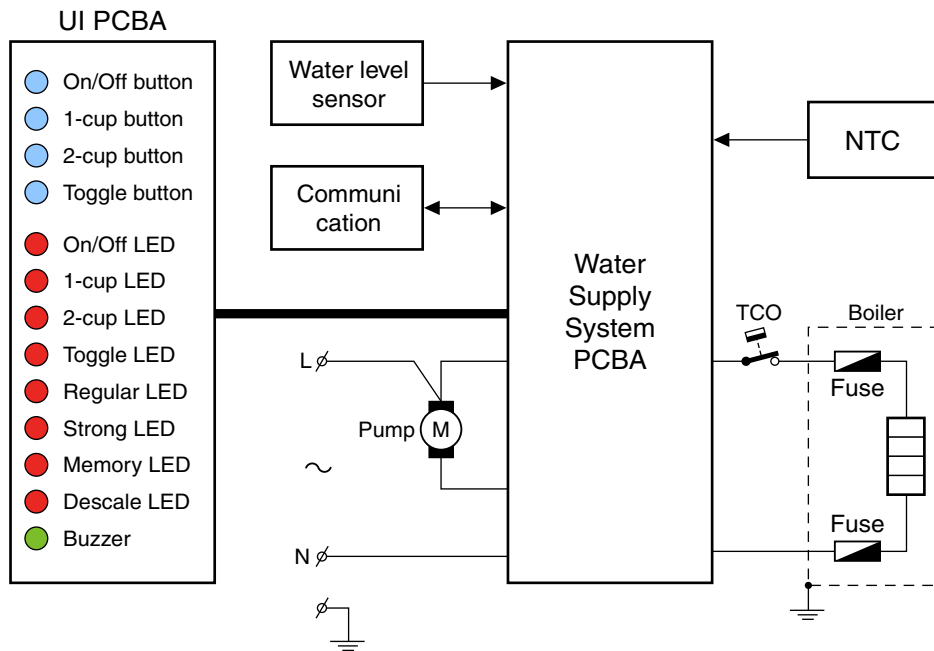 UI PCBA
On/Off button
1-cup button
2-cup button
Toggle button
On/Off LED
1-cup LED
2-cup LED
Toggle LED
Regular LED
Strong LED
Memory LED
Descale LED
Buzzer
Water level
sensor
Communi
cation
L
Pump
M
N
Water
Supply
System
PCBA
NTC
TCO
Boiler
Fuse
Fuse